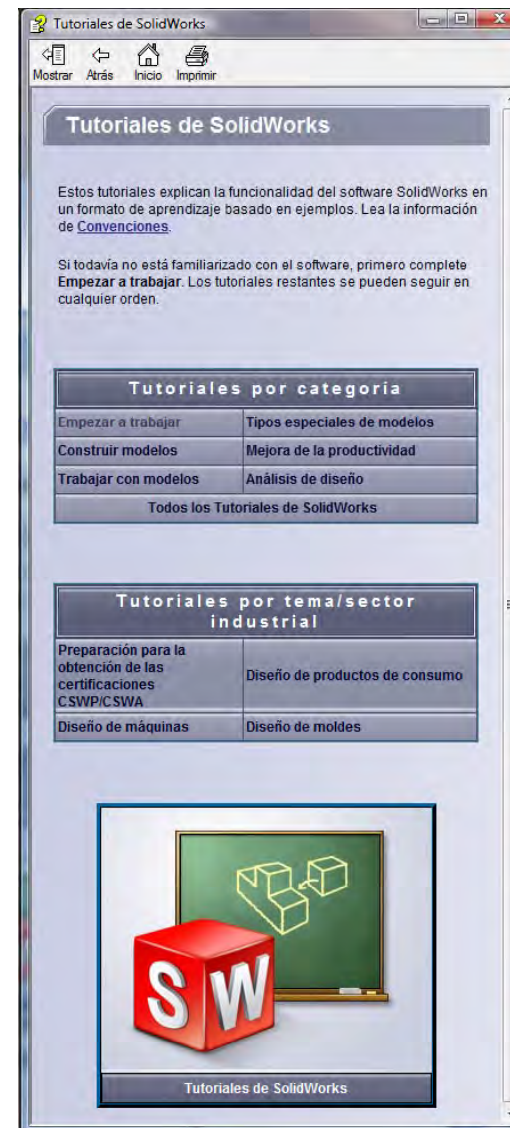 Tutoriales de SolidWorks
Mostrar Atrás Inicio Imprimir
Tutoriales de SolidWorks
Estos tutoriales explican la funcionalidad del software SolidWorks en
un formato de aprendizaje basado en ejemplos. Lea la información
de Convenciones.
Si todavía no está familiarizado con el software, primero complete
Empezar a trabajar. Los tutoriales restantes se pueden seguir en
cualquier orden.
Tutoriales por categoría
Empezar a trabajar Tipos especiales de modelos
Construir modelos Mejora de la productividad
Trabajar con modelos Análisis de diseño
Todos los Tutoriales de SolidWorks
Tutoriales por tema/sector
industrial
Preparación para la
obtención de las
certificaciones
CSWP/CSWA
Diseño de productos de consumo
Diseño de máquinas Diseño de moldes
S W
Tutoriales de SolidWorks